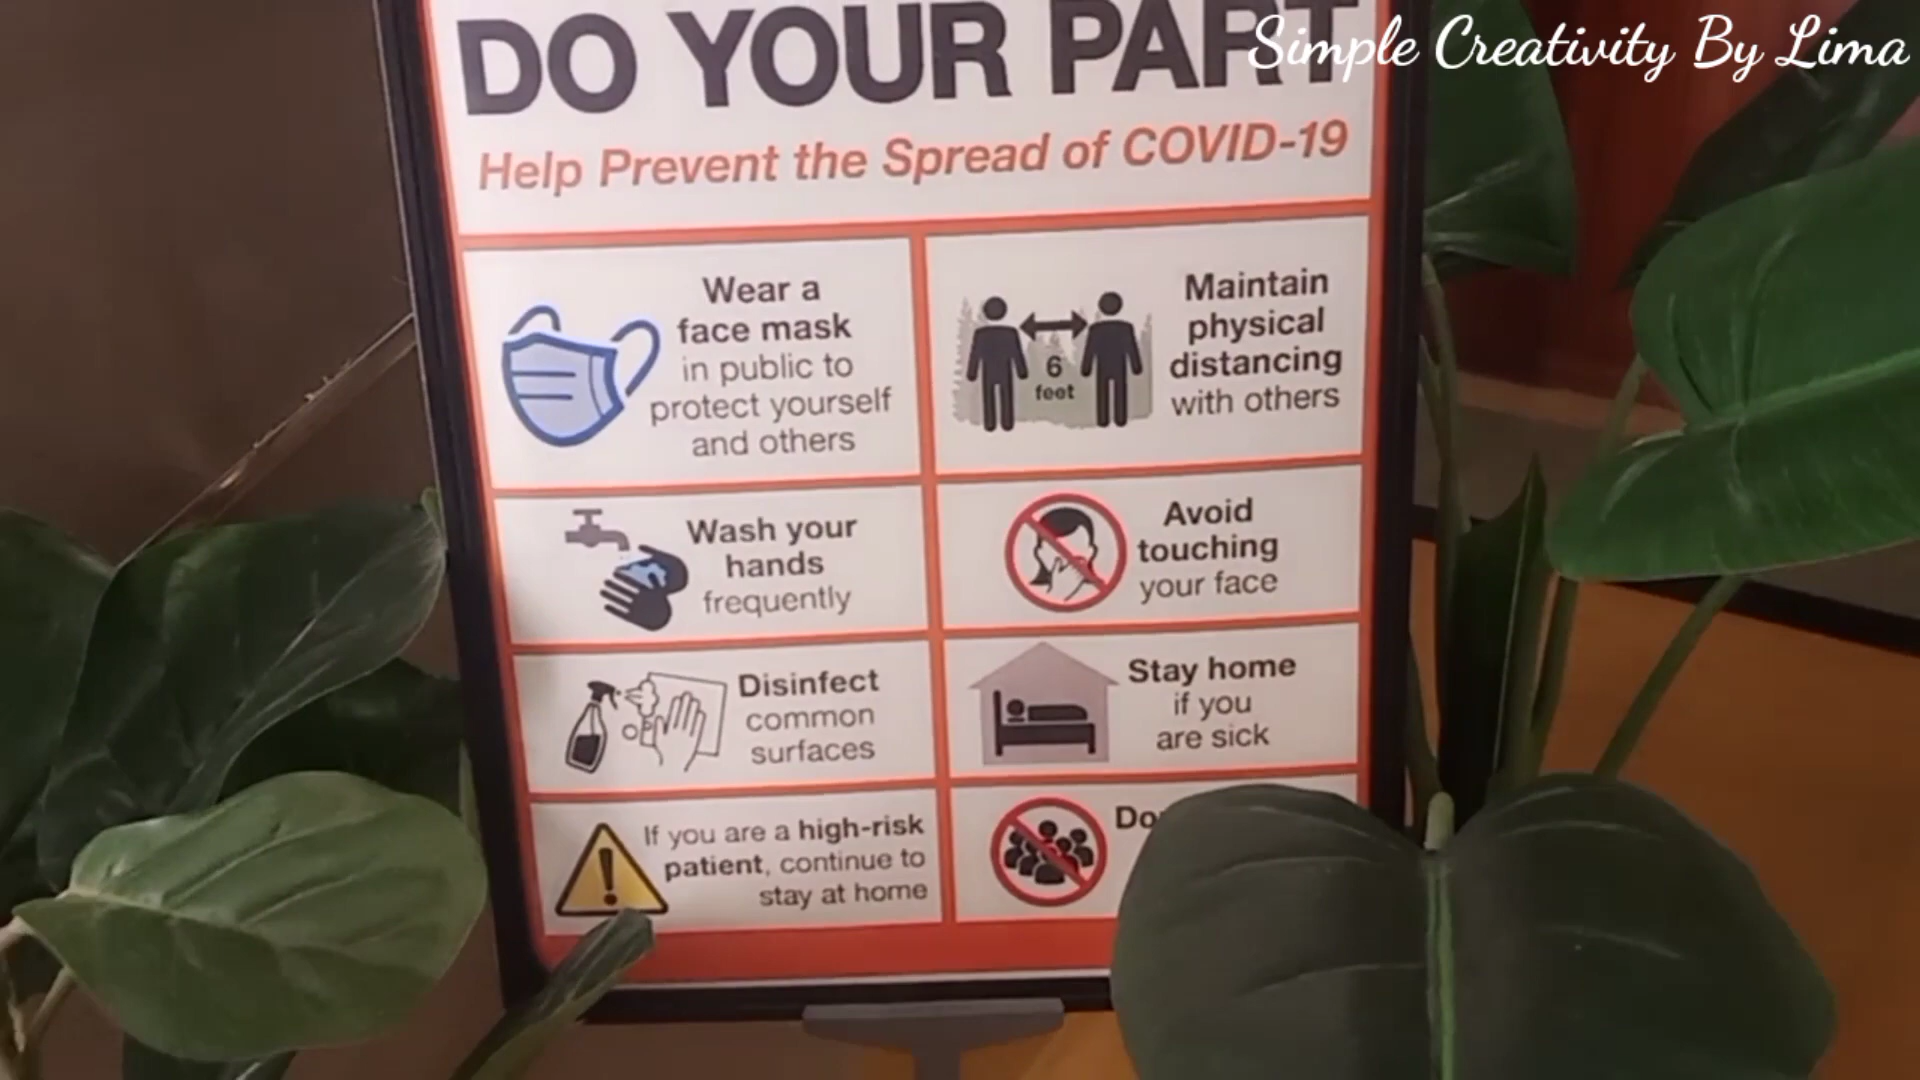 DO YOUR PART
Simple Creativity By Lima
Help Prevent the Spread of COVID-19
Wear a
face mask
in public to
protect yourself
and others
6
feet
Maintain
physical
distancing
with others
Wash your
hands
frequently
Avoid
touching
your face
Disinfect
common
surfaces
Stay home
if you
are sick
If you are a high-risk
patient, continue to
stay at home